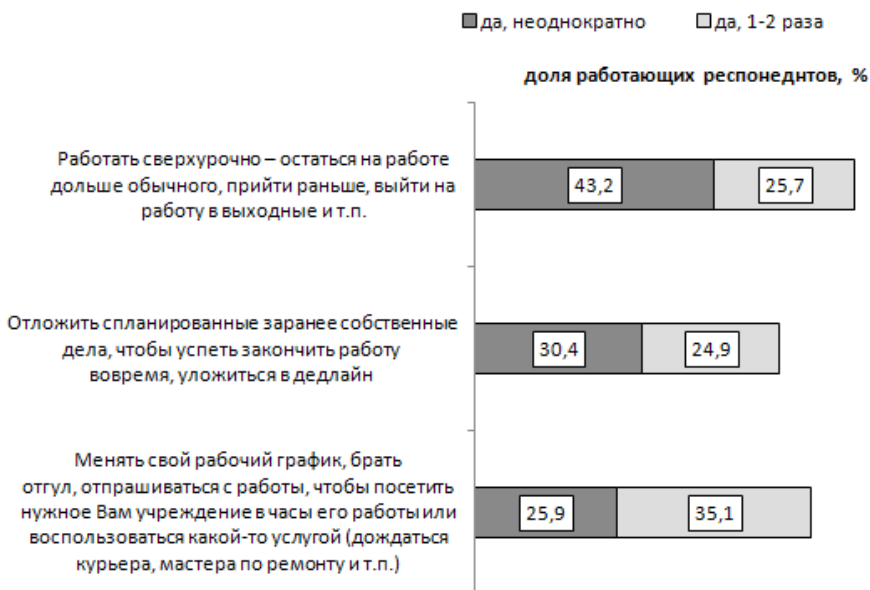 да, неоднократно да, 1-2 раза
доля работающих респонеднтов, %
Работать сверхурочно – остаться на работе
дольше обычного, прийти раньше, выйти на
работу в выходные и т.п.
43,2 25,7
Отложить спланированные заранее собственные
дела, чтобы успеть закончить работу
вовремя, уложиться в дедлайн
30,4 24,9
Менять свой рабочий график, брать
отгул, отпрашиваться с работы, чтобы посетить
нужное Вам учреждение в часы его работы или
воспользоваться какой-то услугой (дождаться
курьера, мастера по ремонту и т.п.)
25,9 35,1